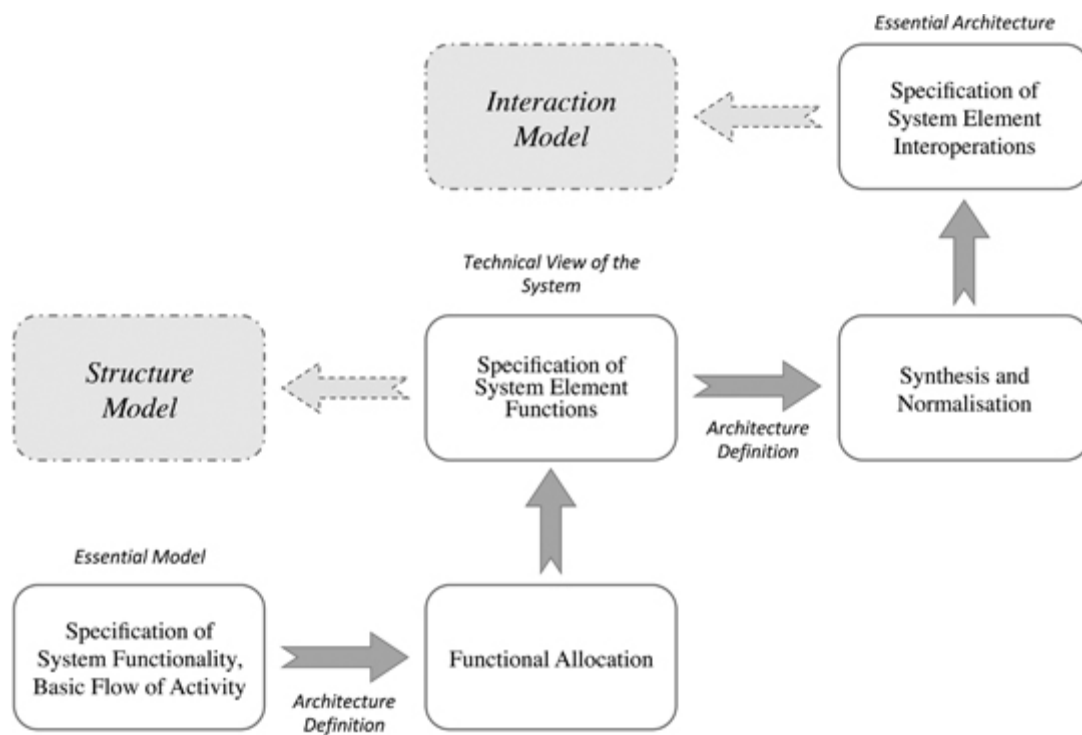 Essential Architecture
Interaction
Model
Specification of
System Element
Interoperations
Technical View of the
System
Structure
Model
Specification of
System Element
Functions
Architecture
Definition
Synthesis and
Normalisation
Essential Model
Specification of
System Functionality,
Basic Flow of Activity
Architecture
Definition
Functional Allocation